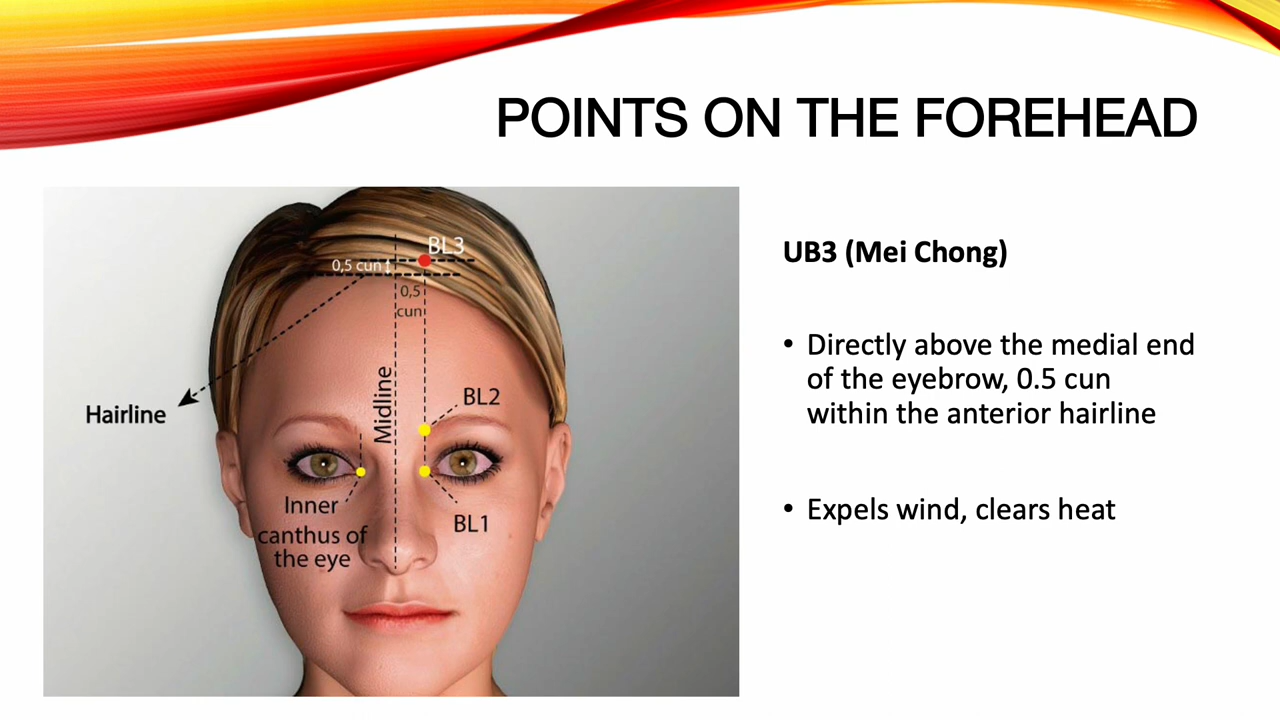 POINTS ON THE FOREHEAD
BL3
0,5 cun
0,5
cun
Midline
BL2
Hairline
Inner
canthus of
the eye
BL1
UB3 (Mei Chong)
• Directly above the medial end
of the eyebrow, 0.5 cun
within the anterior hairline
• Expels wind, clears heat